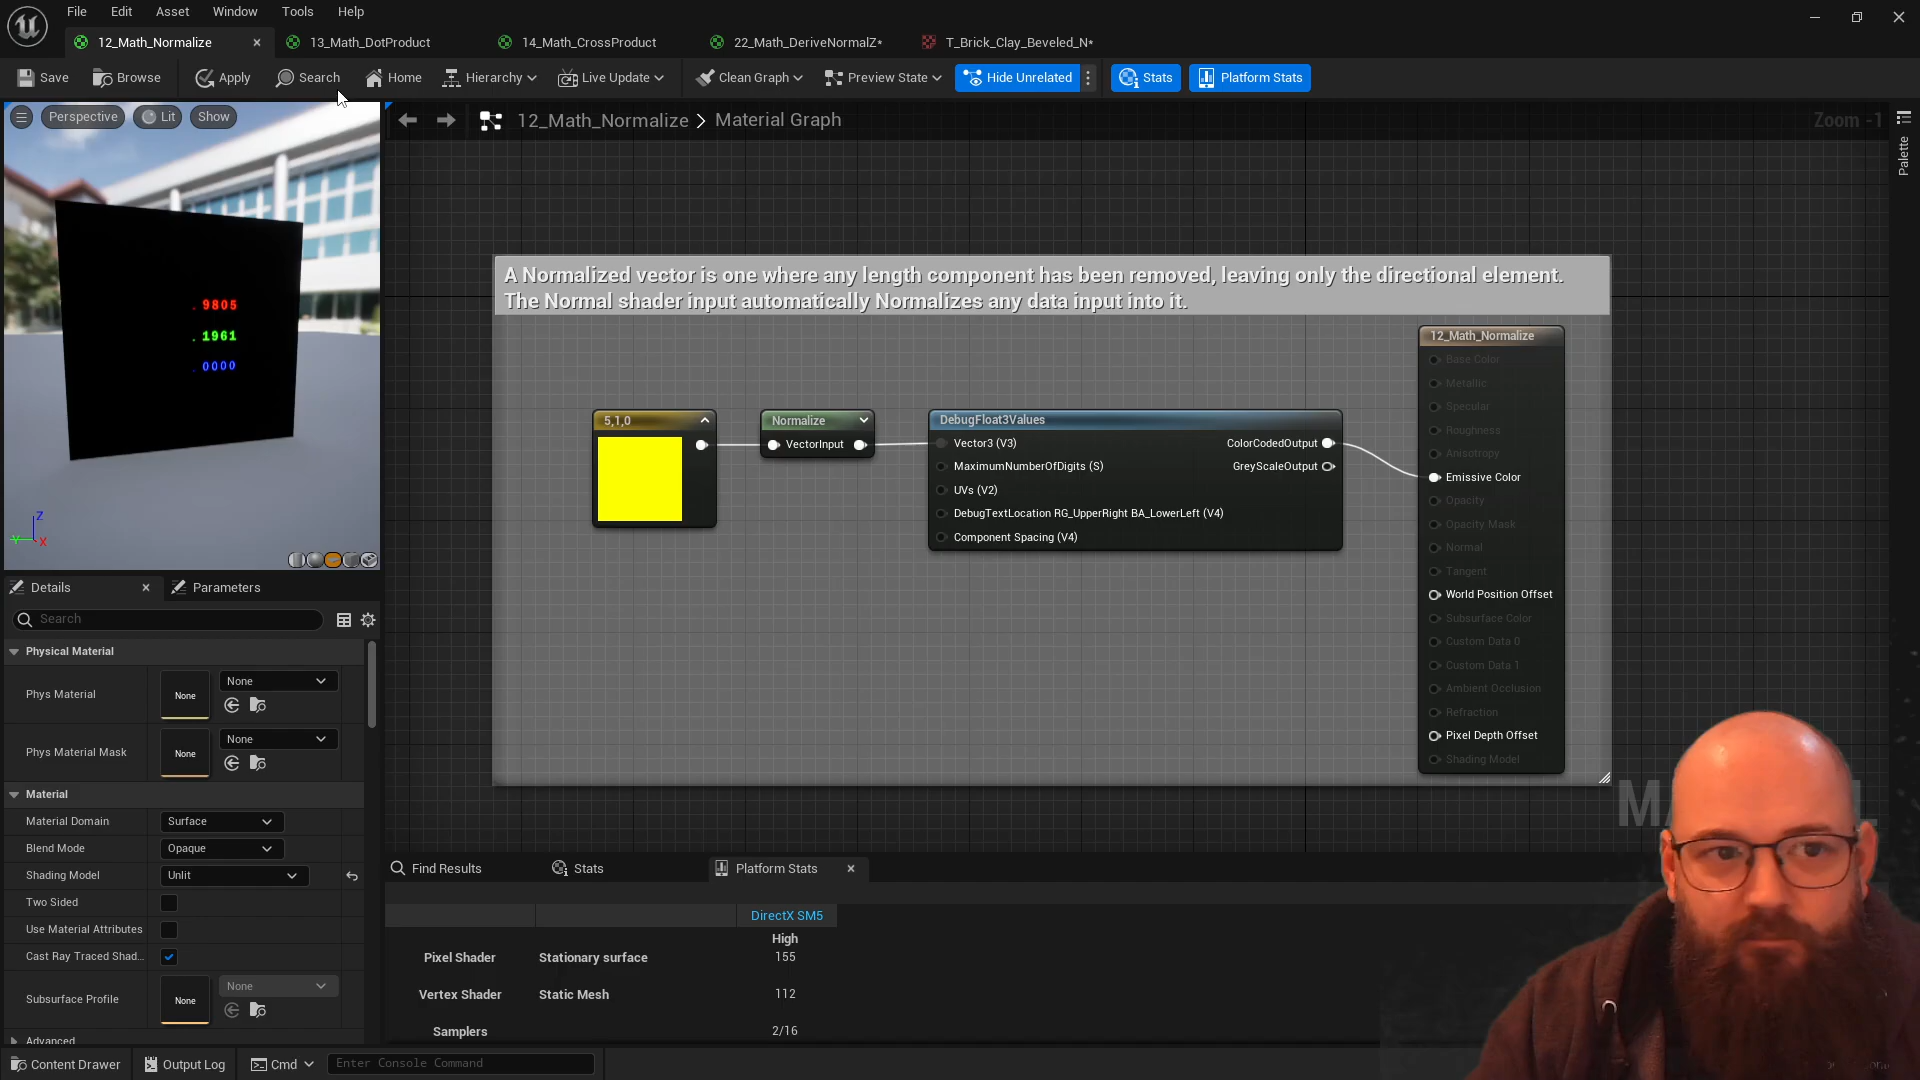 File Edit Asset Window Tools Help
12_Math_Normalize 13_Math_DotProduct 14_Math_CrossProduct 22_Math_DeriveNormalZ* T_Brick_Clay_Beveled_N*
Save Browse Apply Search Home Hierarchy Live Update Clean Graph Preview State Hide Unrelated Stats Platform Stats
Perspective Lit Show
12_Math_Normalize > Material Graph
Zoom -1
Palette
.9805
.1961
.0000
Z
Y X
A Normalized vector is one where any length component has been removed, leaving only the directional element.
The Normal shader input automatically Normalizes any data input into it.
5,1,0
Normalize
VectorInput
DebugFloat3Values
Vector3 (V3) ColorCodedOutput
MaximumNumberOfDigits (S) GreyScaleOutput
UVs (V2)
DebugTextLocation RG_UpperRight BA_LowerLeft (V4)
Component Spacing (V4)
12_Math_Normalize
Base Color
Metallic
Specular
Roughness
Anisotropy
Emissive Color
Opacity
Opacity Mask
Normal
Tangent
World Position Offset
Subsurface Color
Custom Data 0
Custom Data 1
Ambient Occlusion
Refraction
Pixel Depth Offset
Shading Model
Details Parameters
Search
Physical Material
Phys Material None None
Phys Material Mask None None
Material
Material Domain Surface
Blend Mode Opaque
Shading Model Unlit
Two Sided
Use Material Attributes
Cast Ray Traced Shad...
Subsurface Profile None None
Advanced
Find Results Stats Platform Stats
DirectX SM5
High
Pixel Shader Stationary surface 155
Vertex Shader Static Mesh 112
Samplers 2/16
Content Drawer Output Log Cmd Enter Console Command